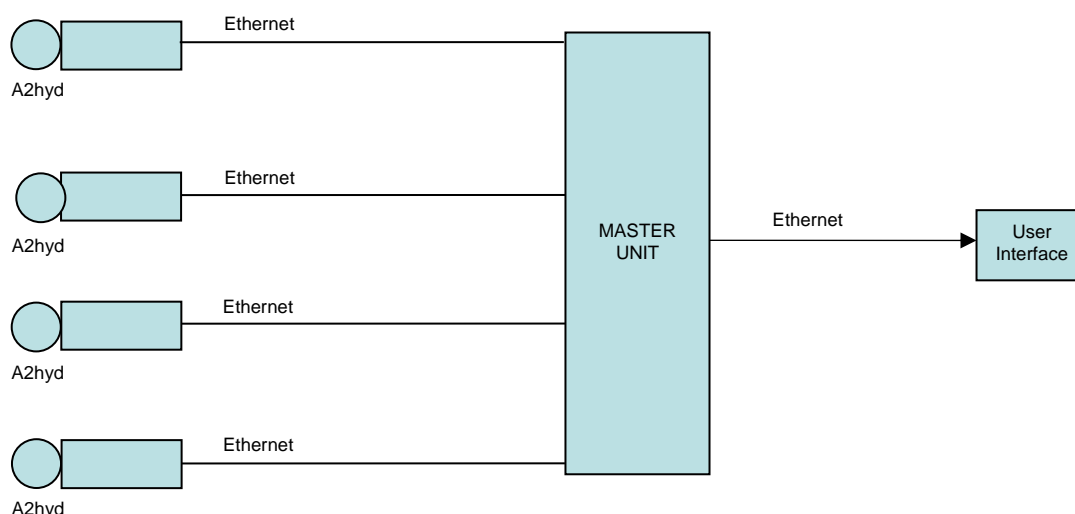 Ethernet
A2hyd
Ethernet
A2hyd
MASTER
UNIT
Ethernet
User
Interface
Ethernet
A2hyd
Ethernet
A2hyd